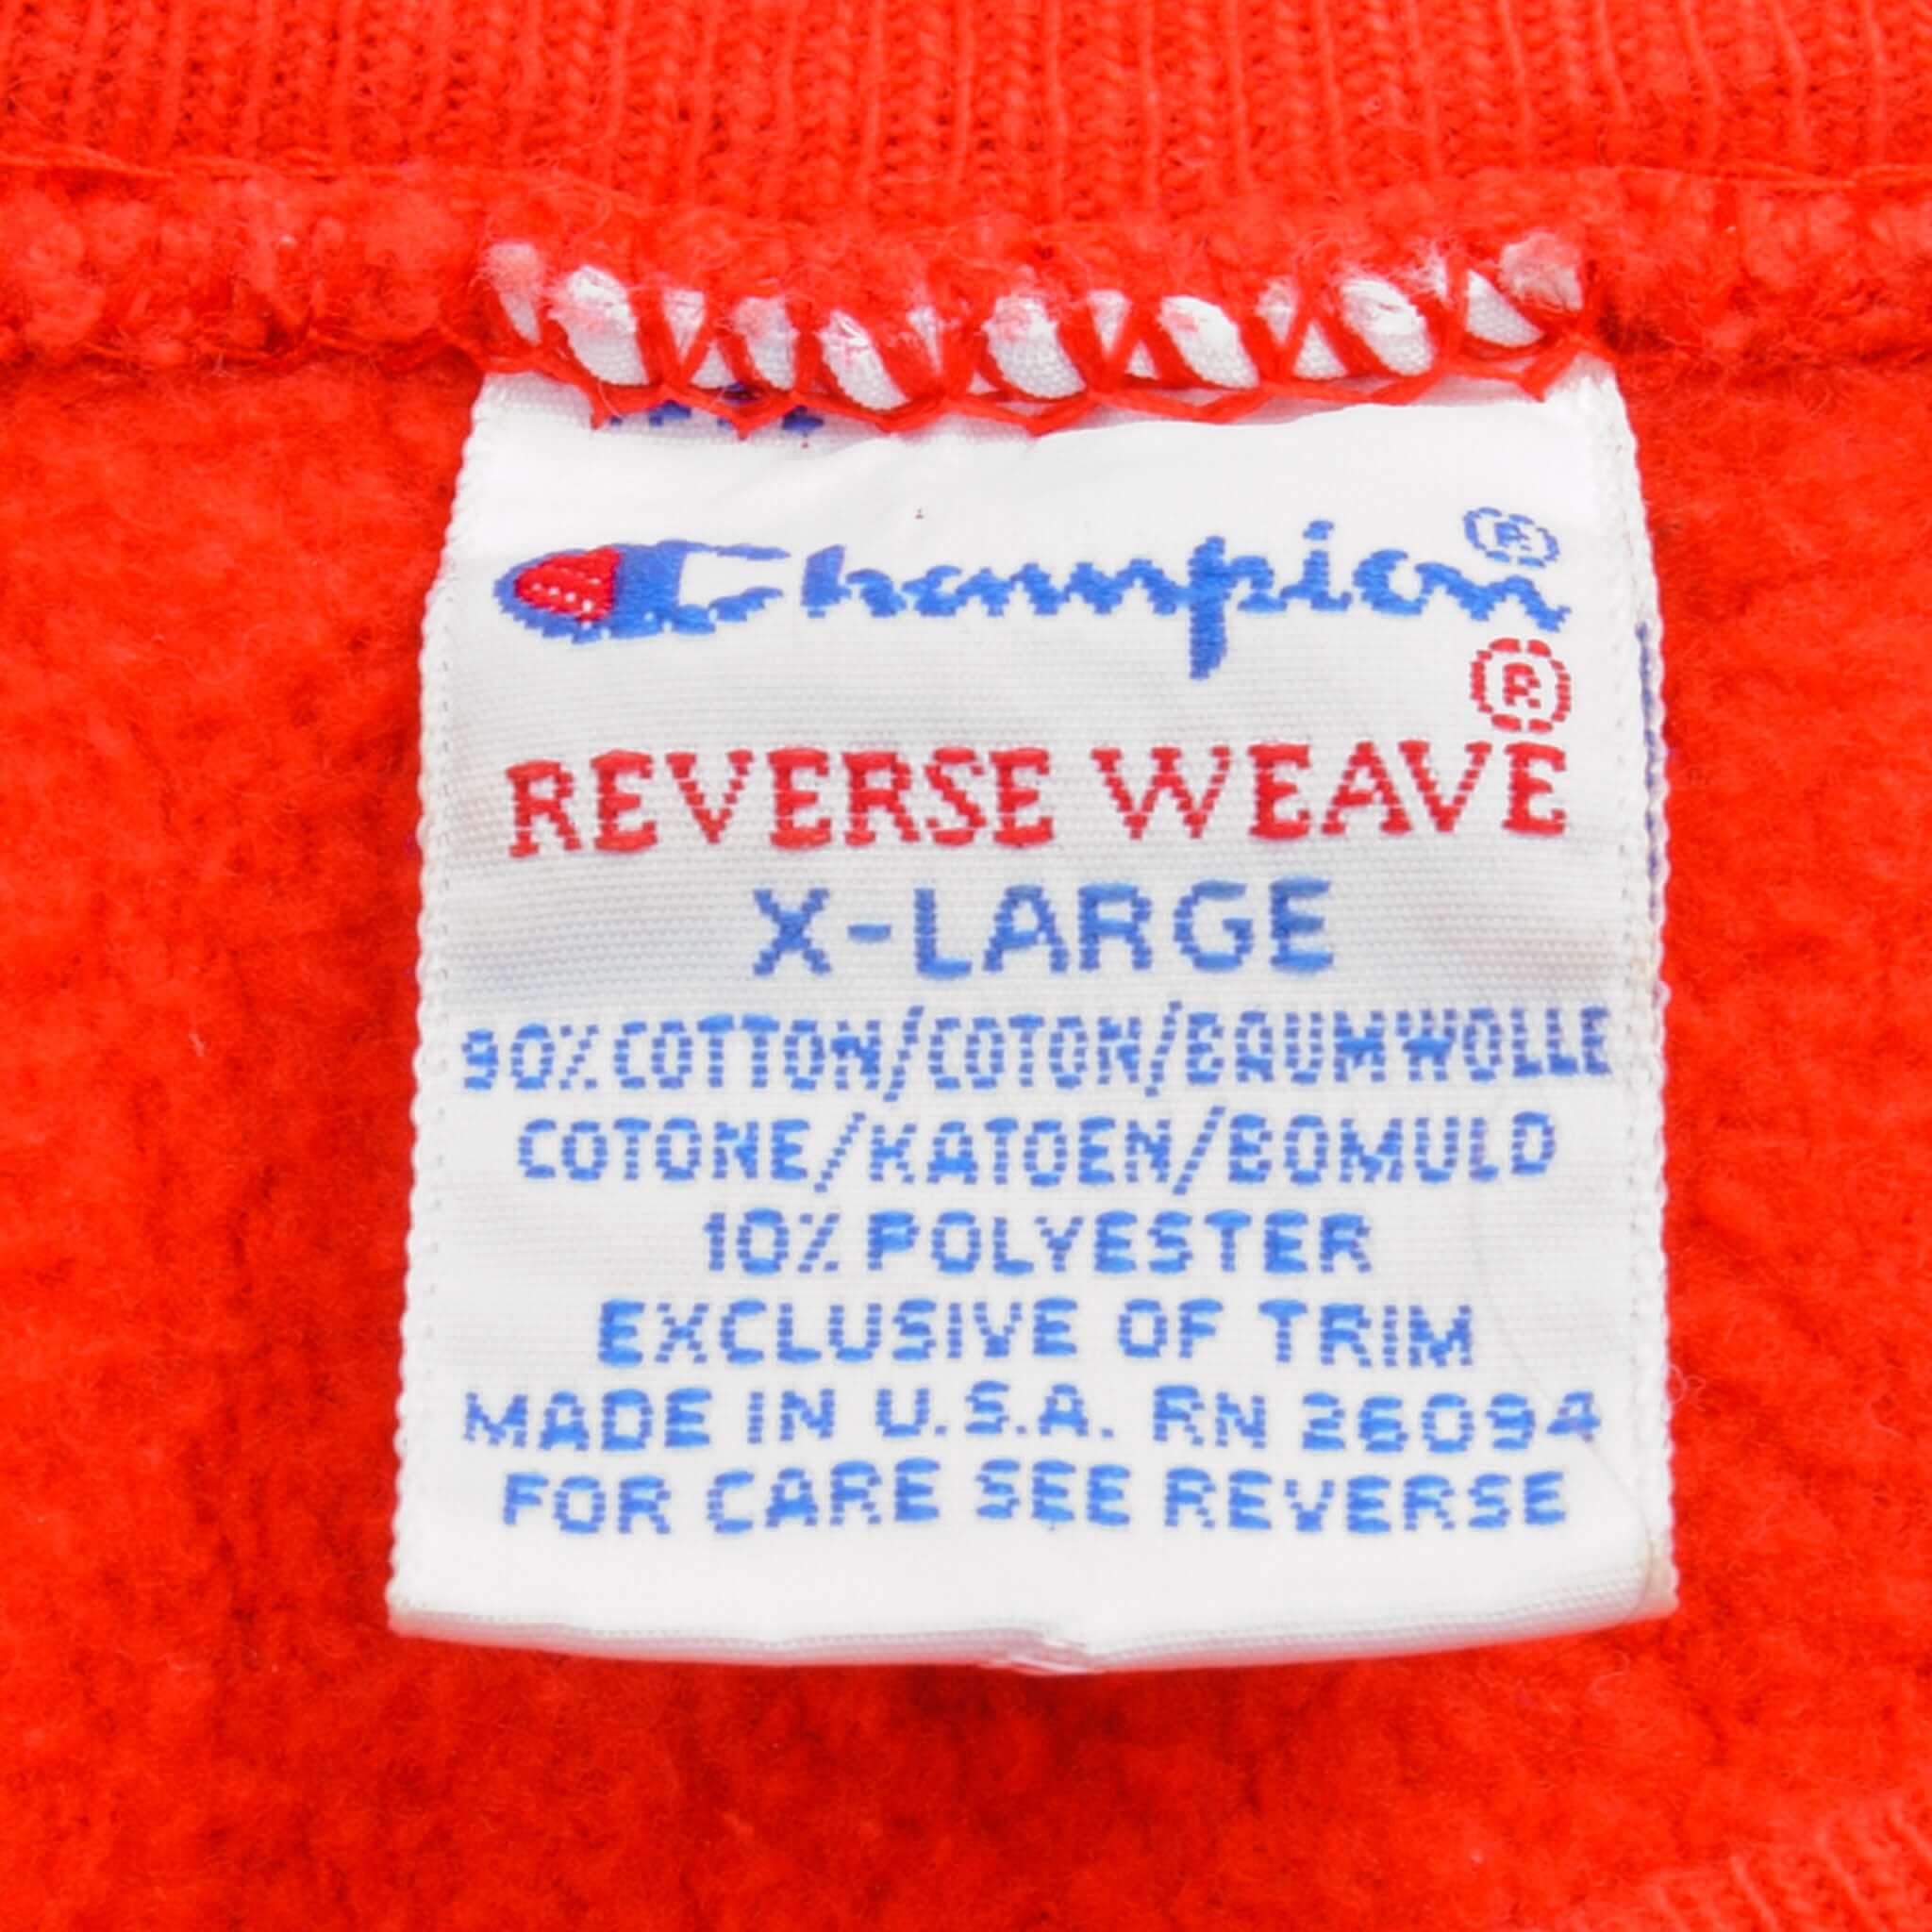 Champion®
®
REVERSE WEAVE
X-LARGE
90% COTTON/COTON/BAUMWOLLE
COTONE/KATOEN/BOMULD
10% POLYESTER
EXCLUSIVE OF TRIM
MADE IN U.S.A. RN 26094
FOR CARE SEE REVERSE